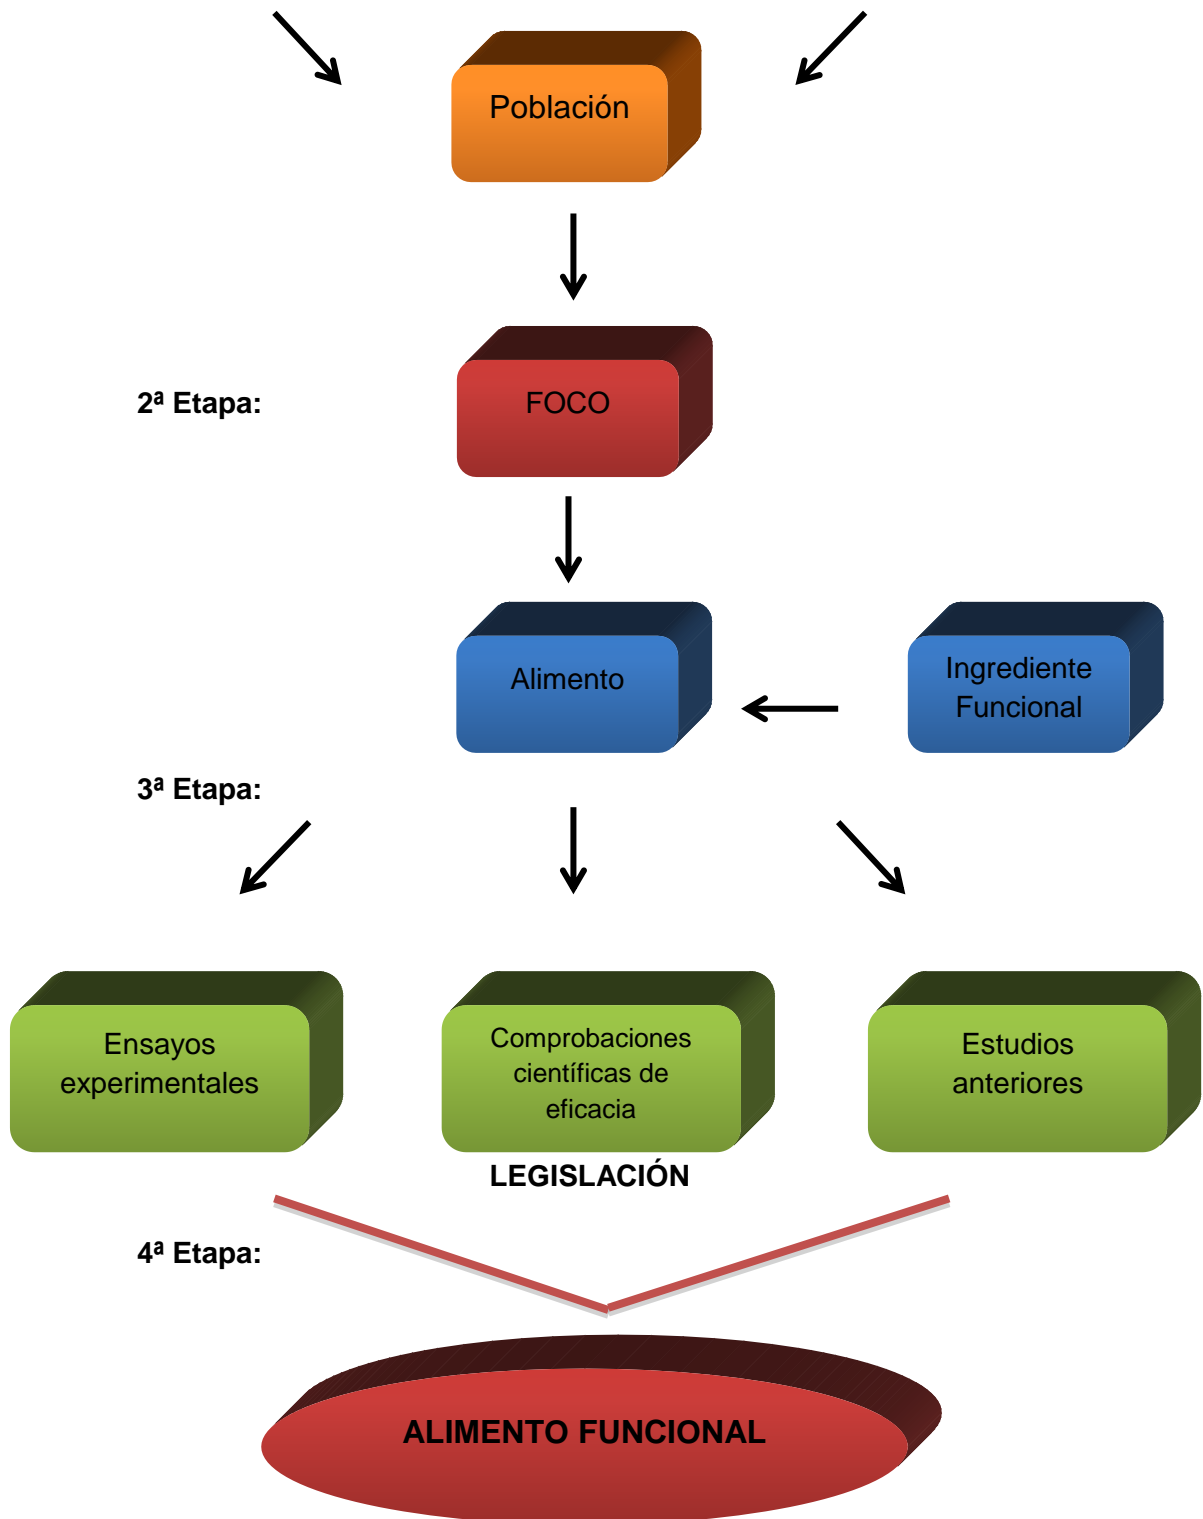 Población
2ª Etapa:
FOCO
Alimento
Ingrediente
Funcional
3ª Etapa:
Ensayos
experimentales
Comprobaciones
científicas de
eficacia
Estudios
anteriores
LEGISLACIÓN
4ª Etapa:
ALIMENTO FUNCIONAL